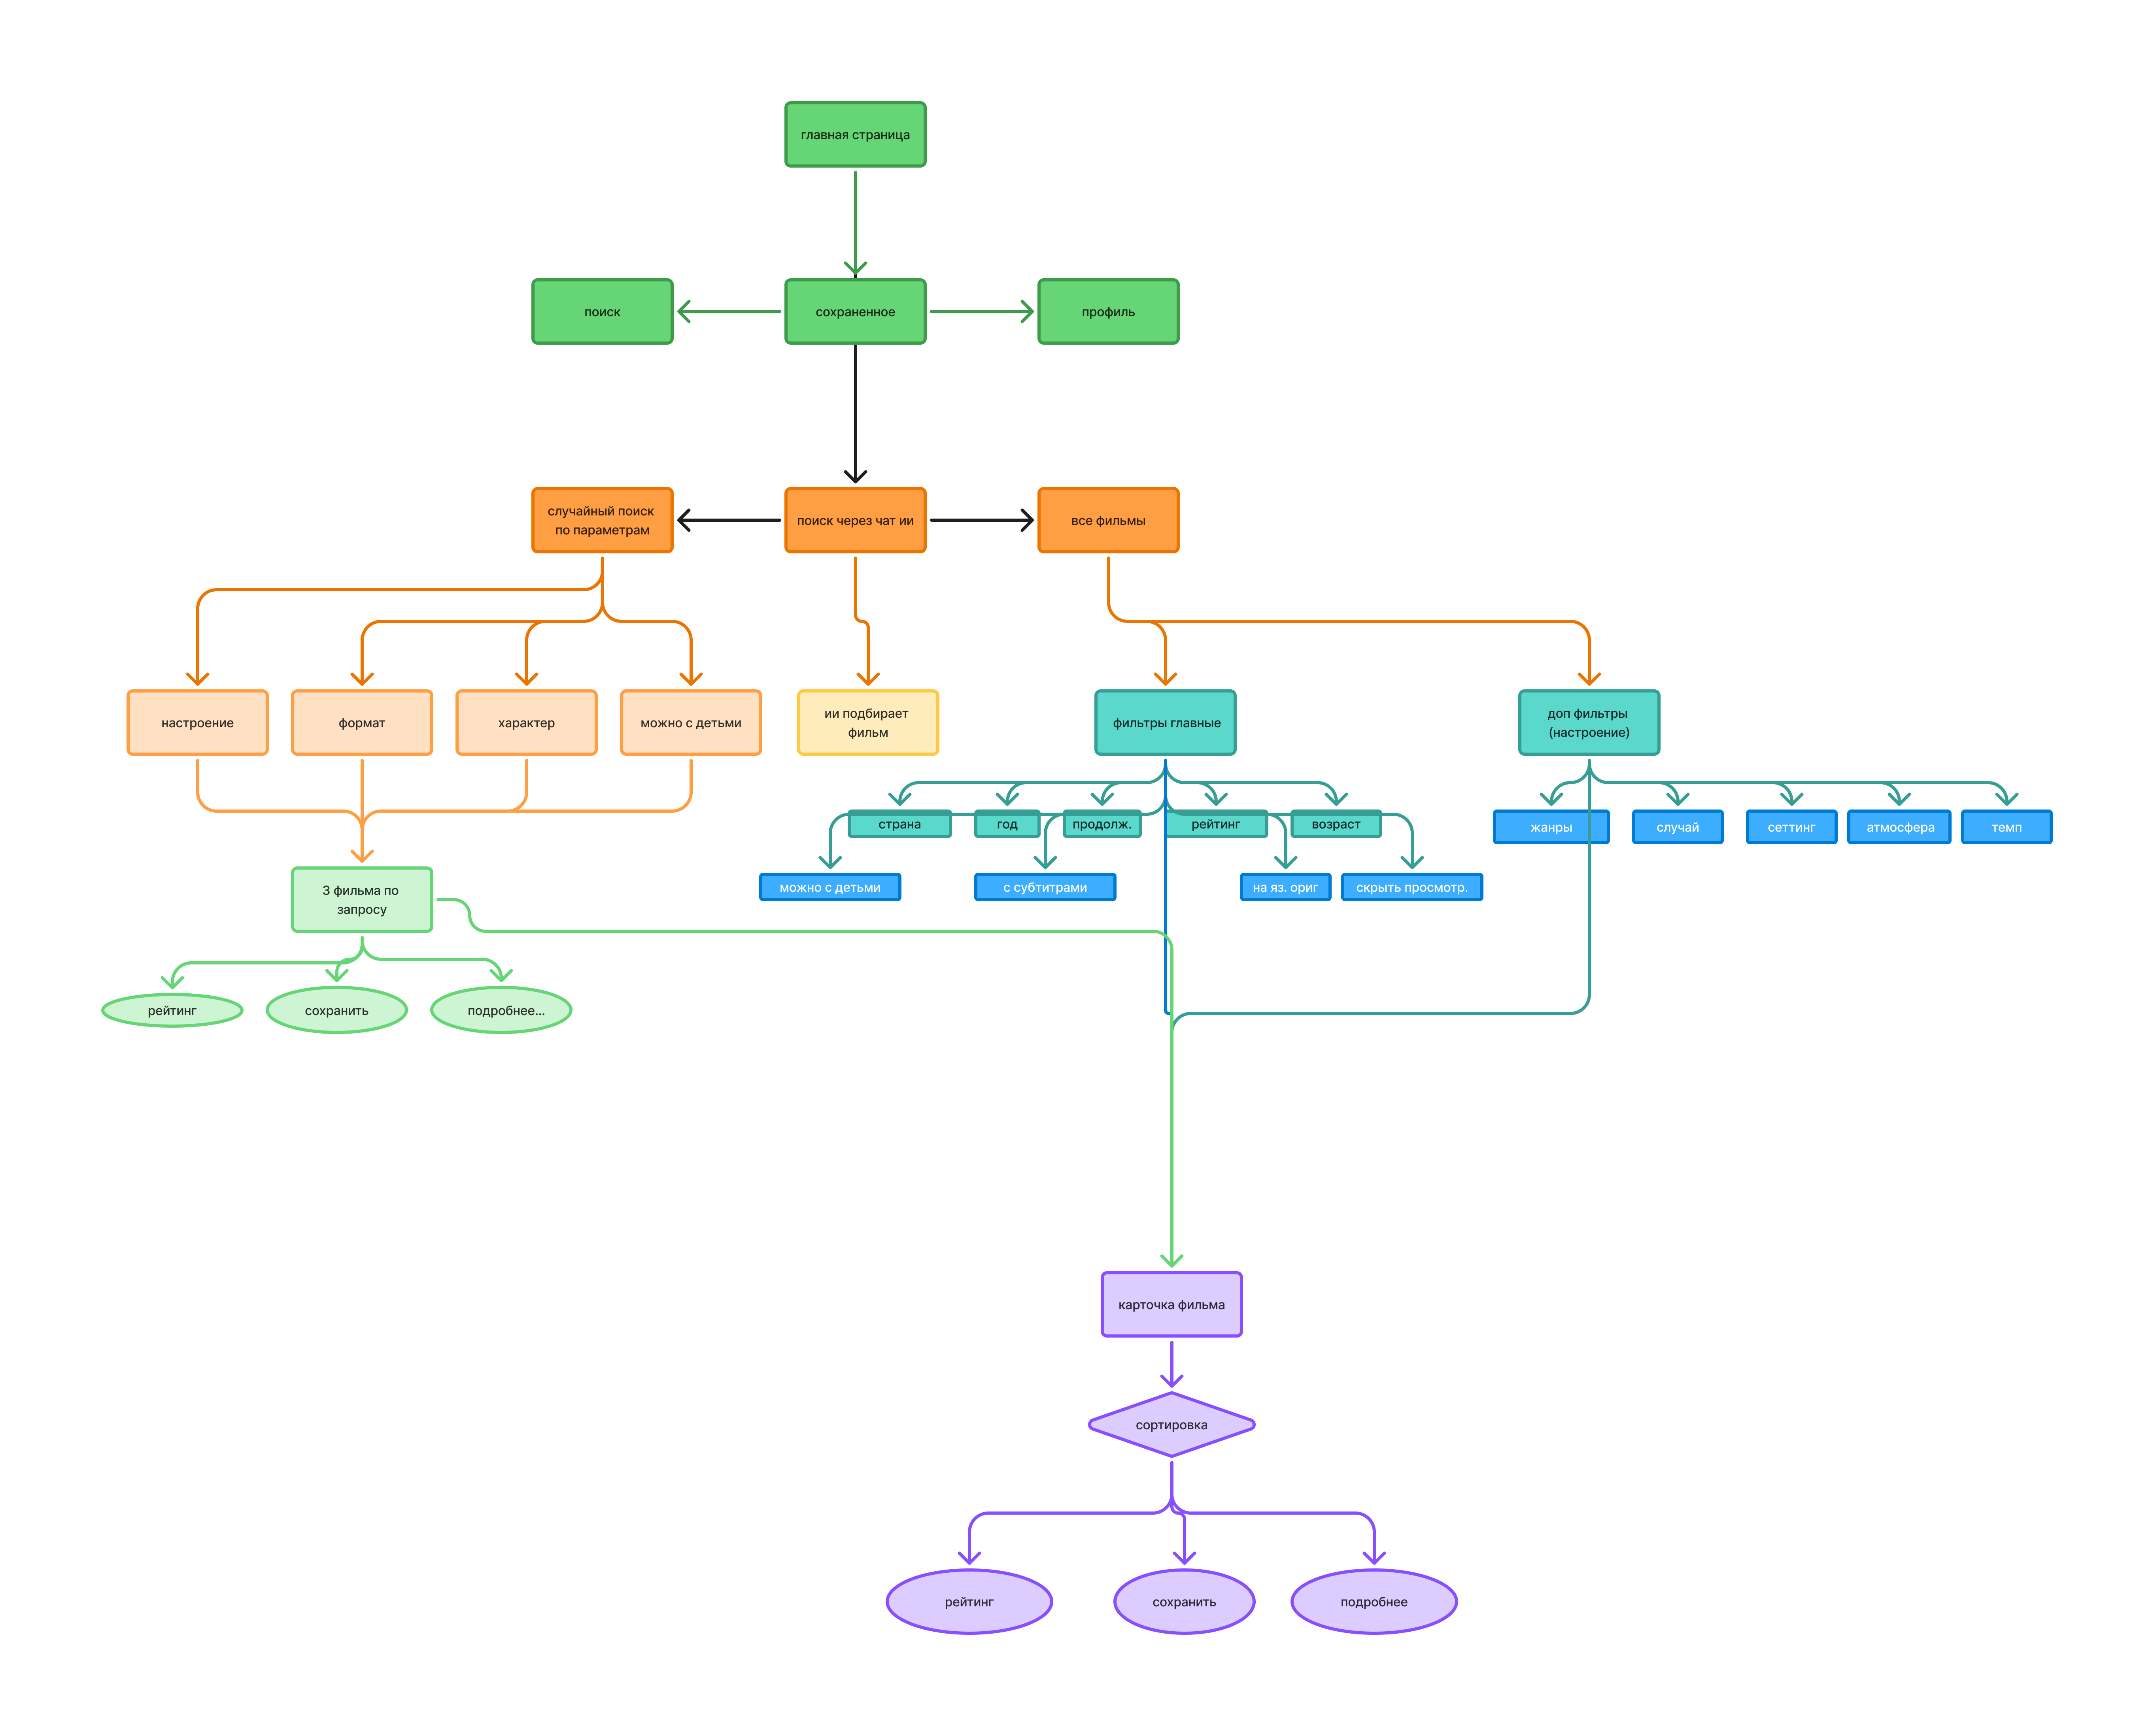 главная страница
поиск
сохраненное
профиль
случайный поиск
по параметрам
поиск через чат ии
все фильмы
настроение
формат
характер
можно с детьми
ии подбирает
фильм
фильтры главные
доп фильтры
(настроение)
страна
год
продолж.
рейтинг
возраст
жанры
случай
сеттинг
атмосфера
темп
можно с детьми
с субтитрами
на яз. ориг
скрыть просмотр.
3 фильма по
запросу
рейтинг
сохранить
подробнее...
карточка фильма
сортировка
рейтинг
сохранить
подробнее